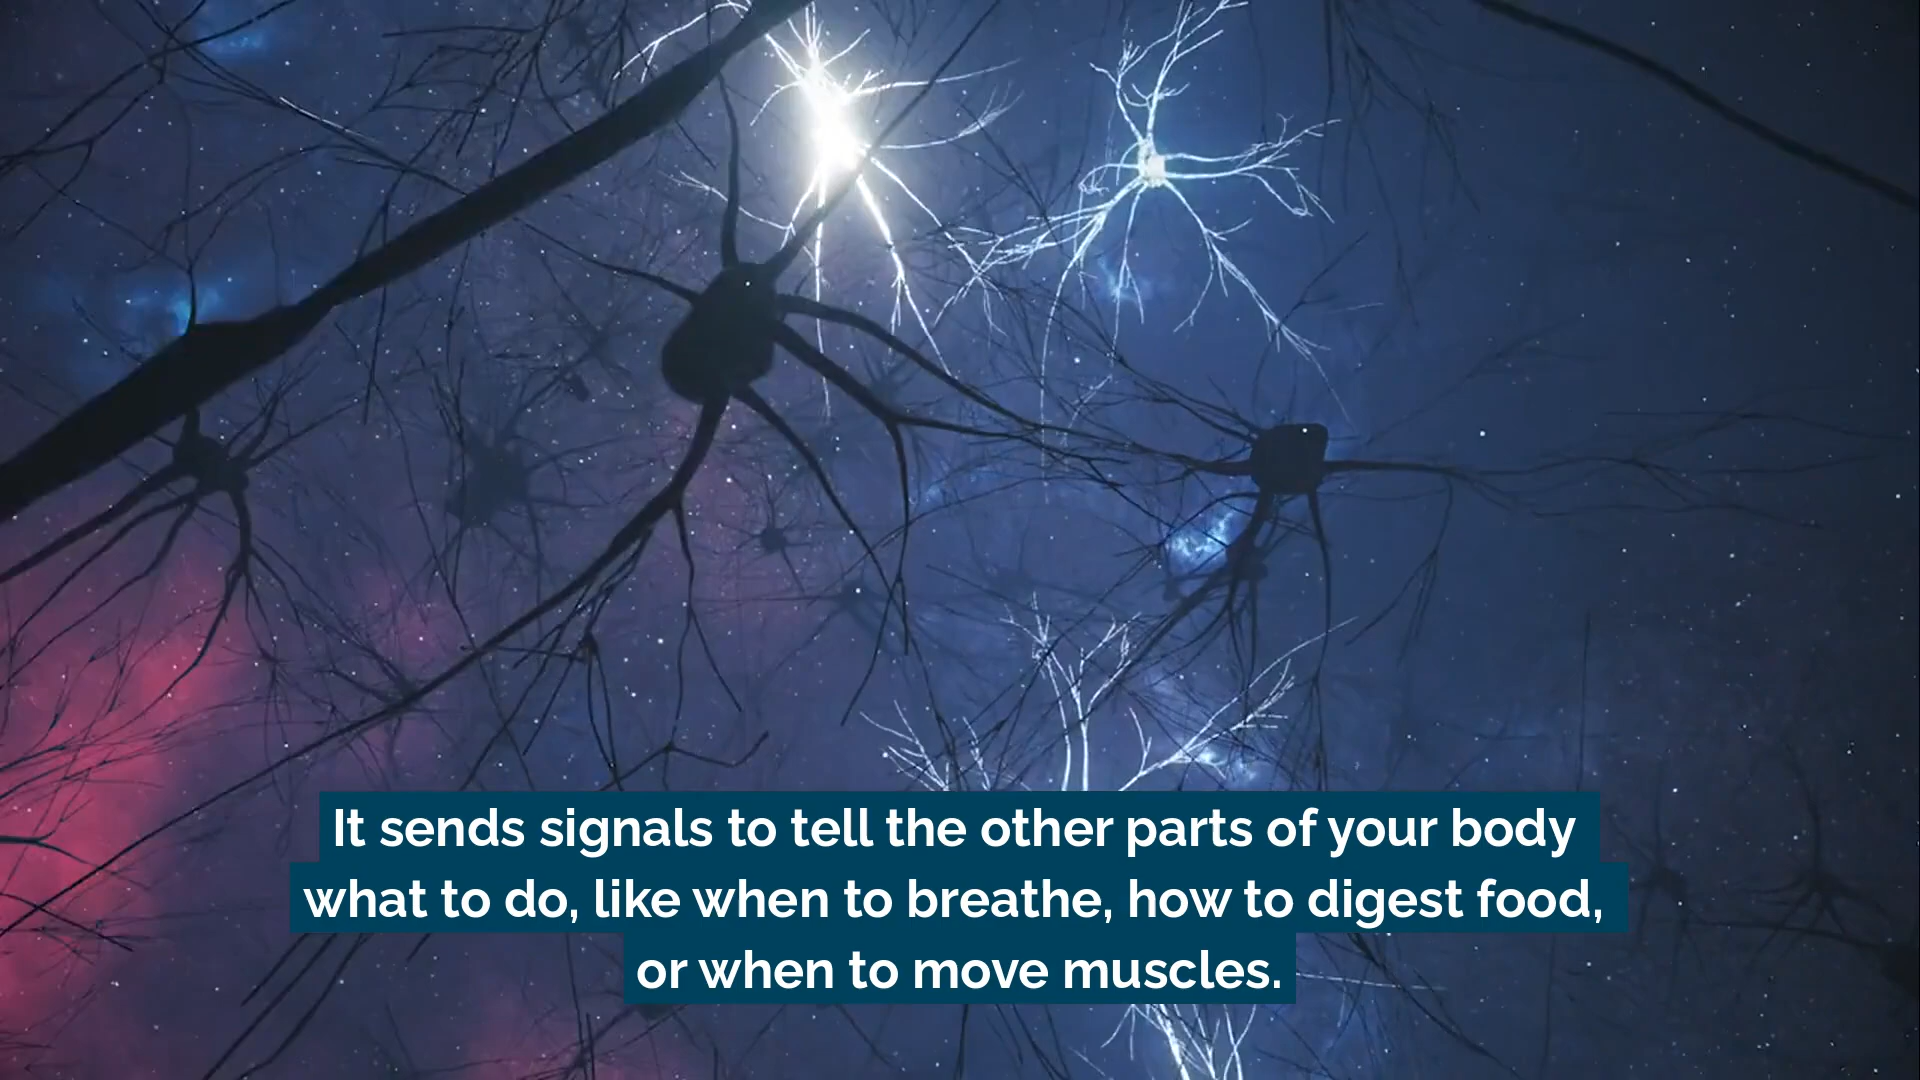 It sends signals to tell the other parts of your body
what to do, like when to breathe, how to digest food,
or when to move muscles.